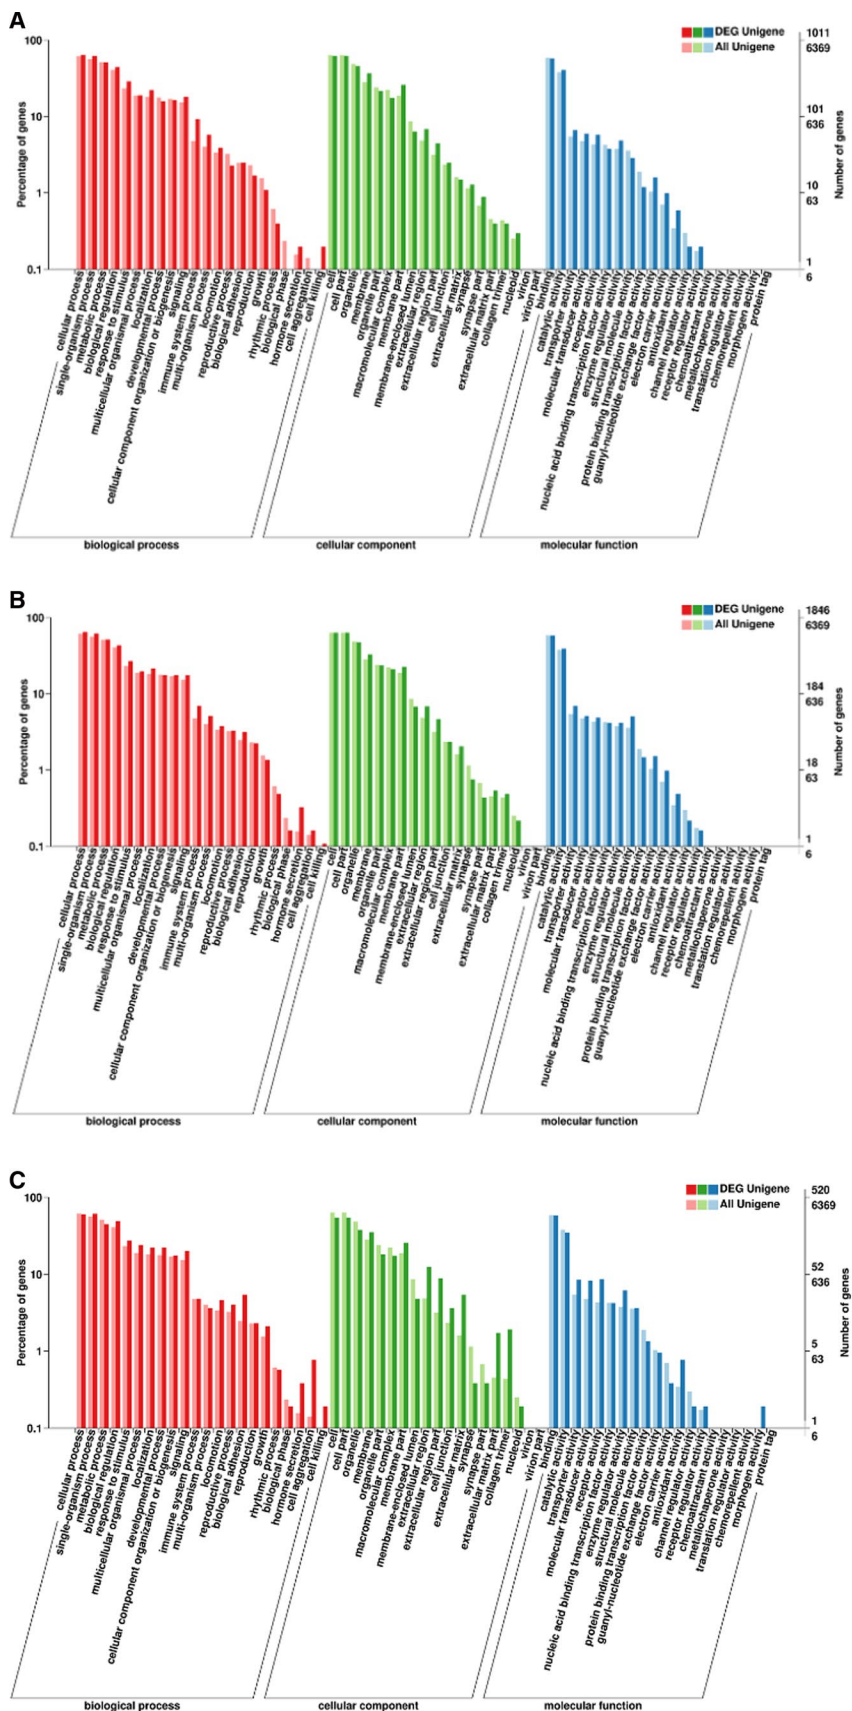 A
DEG Unigene
All Unigene
1011
6369
100
10
1
0.1
Percentage of genes
101
636
10
63
1
6
Number of genes
cellular process
single-organism process
metabolic process
biological regulation
response to stimulus
multicellular organismal process
localization
developmental process
cellular component organization or biogenesis
signaling
immune system process
multi-organism process
locomotion
reproductive process
biological adhesion
reproduction
growth
rhythmic process
biological phase
hormone secretion
cell aggregation
cell killing
cell
cell part
organelle
membrane
organelle part
macromolecular complex
membrane part
membrane-enclosed lumen
extracellular region
extracellular region part
cell junction
extracellular matrix
synapse
synapse part
extracellular matrix part
collagen trimer
nucleoid
virion
virion part
binding
catalytic activity
transporter activity
molecular transducer activity
receptor activity
nucleic acid binding transcription factor activity
enzyme regulator activity
structural molecule activity
protein binding transcription factor activity
guanyl-nucleotide exchange factor activity
electron carrier activity
antioxidant activity
channel regulator activity
receptor regulator activity
chemoattractant activity
metallochaperone activity
translation regulator activity
chemorepellent activity
morphogen activity
protein tag
biological process
cellular component
molecular function
B
DEG Unigene
All Unigene
1846
6369
100
10
1
0.1
Percentage of genes
184
636
18
63
1
6
Number of genes
cellular process
single-organism process
metabolic process
biological regulation
response to stimulus
multicellular organismal process
localization
developmental process
cellular component organization or biogenesis
signaling
immune system process
multi-organism process
locomotion
reproductive process
biological adhesion
reproduction
growth
rhythmic process
biological phase
hormone secretion
cell aggregation
cell killing
cell
cell part
organelle
membrane
organelle part
macromolecular complex
membrane part
membrane-enclosed lumen
extracellular region
extracellular region part
cell junction
extracellular matrix
synapse
synapse part
extracellular matrix part
collagen trimer
nucleoid
virion
virion part
binding
catalytic activity
transporter activity
molecular transducer activity
receptor activity
nucleic acid binding transcription factor activity
enzyme regulator activity
structural molecule activity
protein binding transcription factor activity
guanyl-nucleotide exchange factor activity
electron carrier activity
antioxidant activity
channel regulator activity
receptor regulator activity
chemoattractant activity
metallochaperone activity
translation regulator activity
chemorepellent activity
morphogen activity
protein tag
biological process
cellular component
molecular function
C
DEG Unigene
All Unigene
520
6369
100
10
1
0.1
Percentage of genes
52
636
5
63
1
6
Number of genes
cellular process
single-organism process
metabolic process
biological regulation
response to stimulus
multicellular organismal process
localization
developmental process
cellular component organization or biogenesis
signaling
immune system process
multi-organism process
locomotion
reproductive process
biological adhesion
reproduction
growth
rhythmic process
biological phase
hormone secretion
cell aggregation
cell killing
cell
cell part
organelle
membrane
organelle part
macromolecular complex
membrane part
membrane-enclosed lumen
extracellular region
extracellular region part
cell junction
extracellular matrix
synapse
synapse part
extracellular matrix part
collagen trimer
nucleoid
virion
virion part
binding
catalytic activity
transporter activity
molecular transducer activity
receptor activity
nucleic acid binding transcription factor activity
enzyme regulator activity
structural molecule activity
protein binding transcription factor activity
guanyl-nucleotide exchange factor activity
electron carrier activity
antioxidant activity
channel regulator activity
receptor regulator activity
chemoattractant activity
metallochaperone activity
translation regulator activity
chemorepellent activity
morphogen activity
protein tag
biological process
cellular component
molecular function